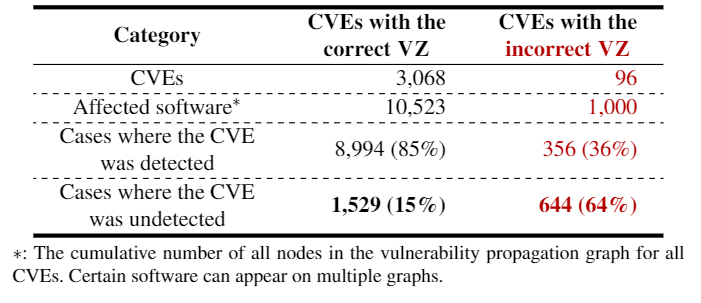 Category CVEs with the correct VZ CVEs with the incorrect VZ
CVEs 3,068 96
Affected software* 10,523 1,000
Cases where the CVE was detected 8,994 (85%) 356 (36%)
Cases where the CVE was undetected 1,529 (15%) 644 (64%)
*: The cumulative number of all nodes in the vulnerability propagation graph for all
CVEs. Certain software can appear on multiple graphs.